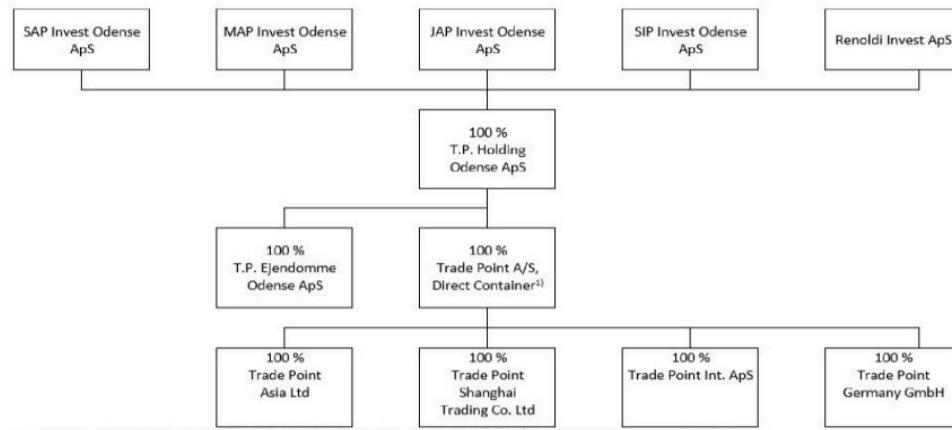 SAP Invest Odense
ApS
MAP Invest Odense
ApS
JAP Invest Odense
ApS
SIP Invest Odense
ApS
Renoldi Invest ApS
100 %
T.P. Holding
Odense ApS
100 %
T.P. Ejendomme
Odense ApS
100 %
Trade Point A/S,
Direct Container¹⁾
100 %
Trade Point
Asia Ltd
100 %
Trade Point
Shanghai
Trading Co. Ltd
100 %
Trade Point Int. ApS
100 %
Trade Point
Germany GmbH